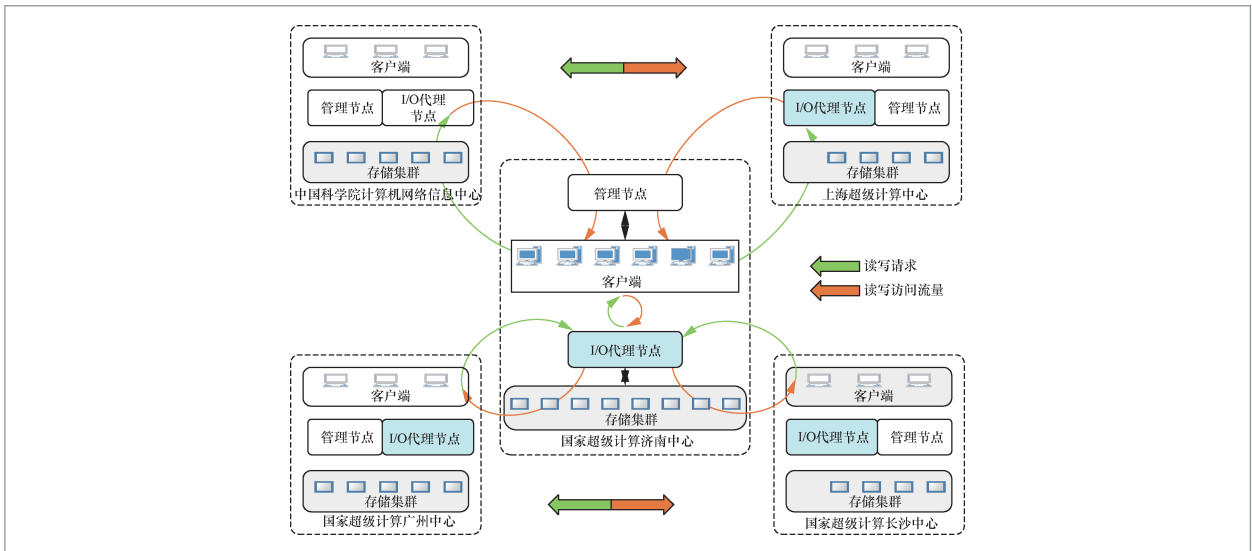 客户端
管理节点
I/O代理
节点
存储集群
中国科学院计算机网络信息中心
客户端
I/O代理节点
管理节点
存储集群
上海超级计算中心
管理节点
客户端
I/O代理节点
存储集群
国家超级计算济南中心
读写请求
读写访问流量
客户端
管理节点
I/O代理节点
存储集群
国家超级计算广州中心
客户端
I/O代理节点
管理节点
存储集群
国家超级计算长沙中心